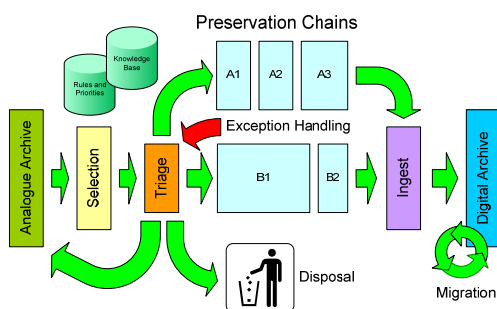 Preservation Chains
Knowledge
Base
Rules and
Priorities
A1
A2
A3
Exception Handling
Analogue Archive
Selection
Triage
B1
B2
Ingest
Digital Archive
Disposal
Migration